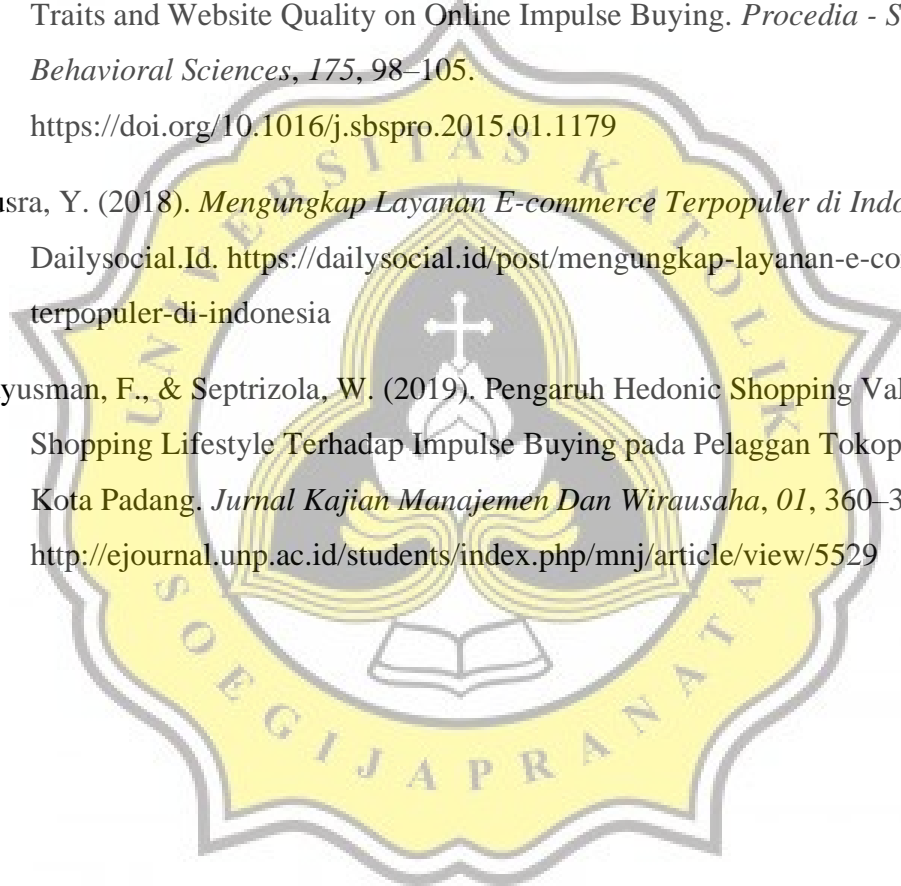 Traits and Website Quality on Online Impulse Buying. Procedia - S
Behavioral Sciences, 175, 98–105.
https://doi.org/10.1016/j.sbspro.2015.01.1179
usra, Y. (2018). Mengungkap Layanan E-commerce Terpopuler di Indo
Dailysocial.Id. https://dailysocial.id/post/mengungkap-layanan-e-co
terpopuler-di-indonesia
yusman, F., & Septrizola, W. (2019). Pengaruh Hedonic Shopping Val
Shopping Lifestyle Terhadap Impulse Buying pada Pelaggan Tokop
Kota Padang. Jurnal Kajian Manajemen Dan Wirausaha, 01, 360–3
http://ejournal.unp.ac.id/students/index.php/mnj/article/view/5529
UNIVERSITAS KATOLIK
SOEGIJAPRANATA